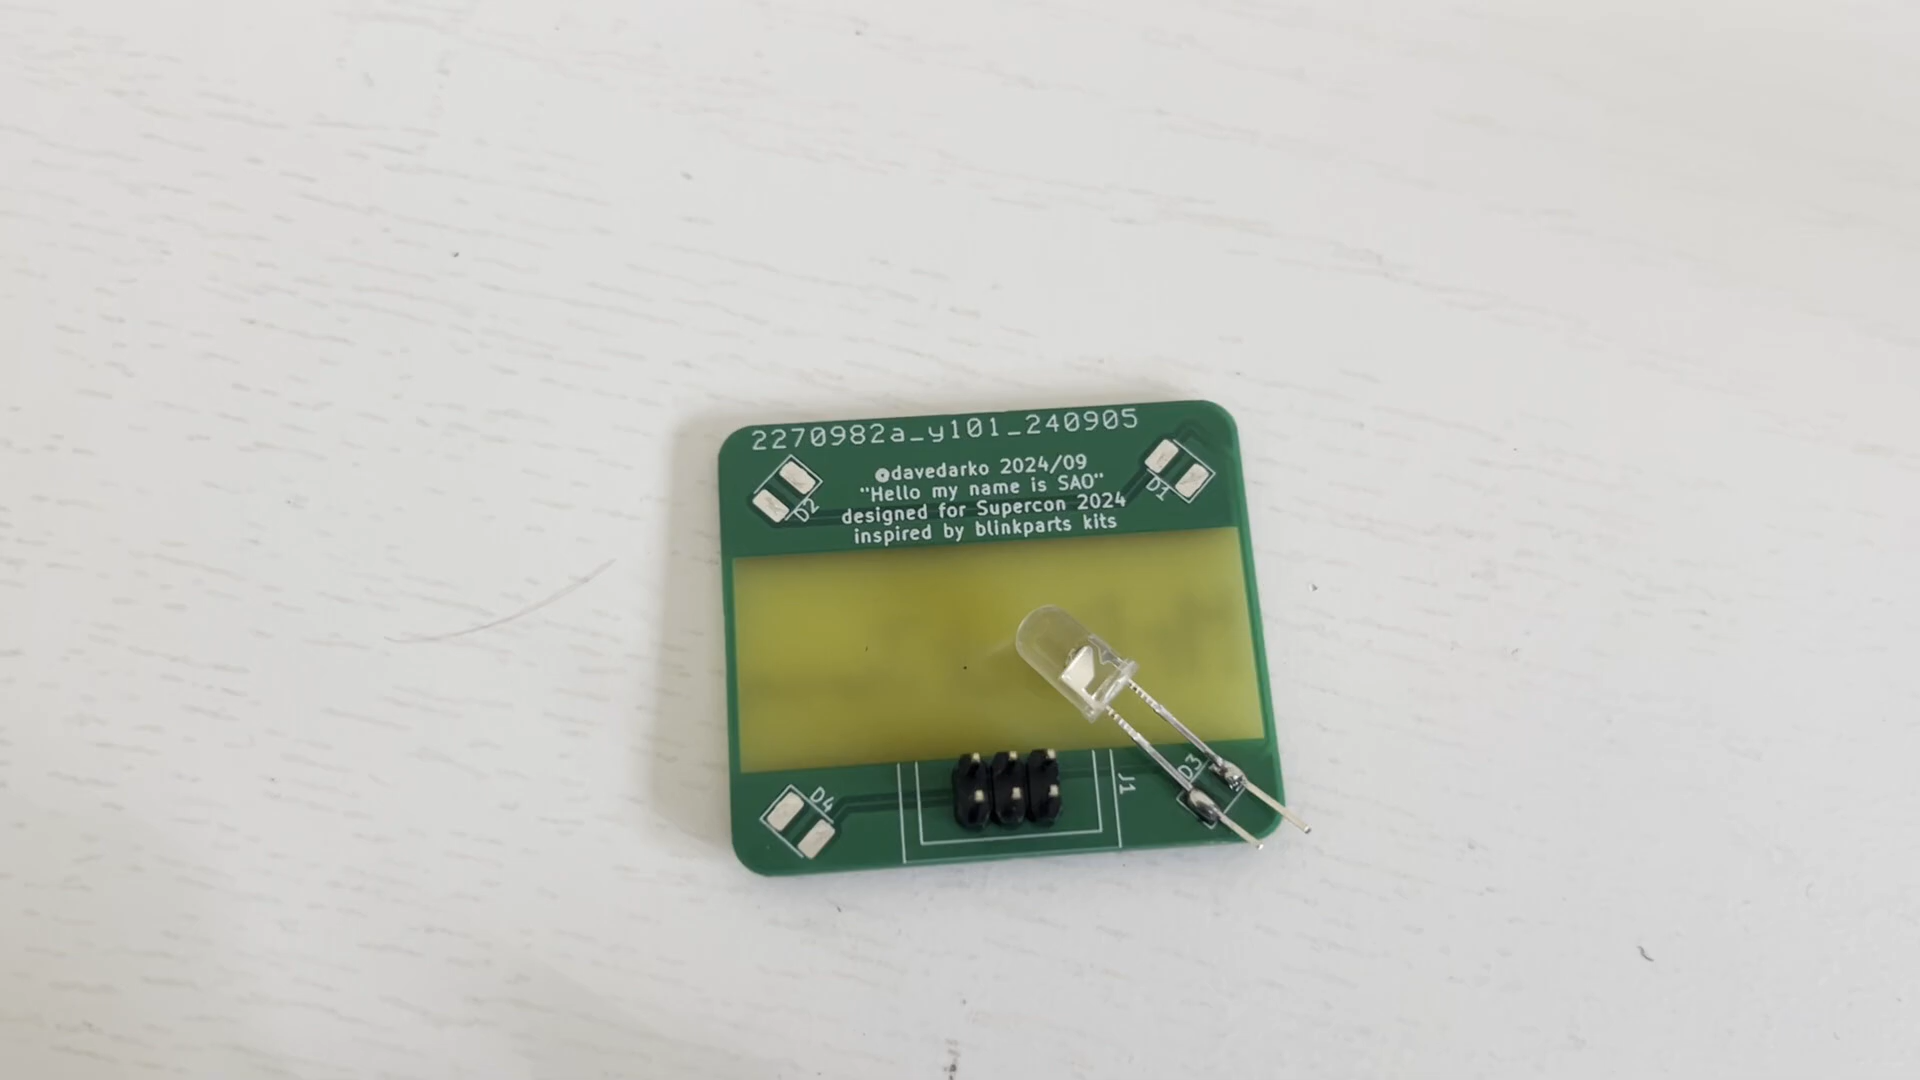 2270982a_y101_240905
@davedarko 2024/09
"Hello my name is SAO"
designed for Supercon 2024
inspired by blinkparts kits
D2
D1
D3
D4
J1